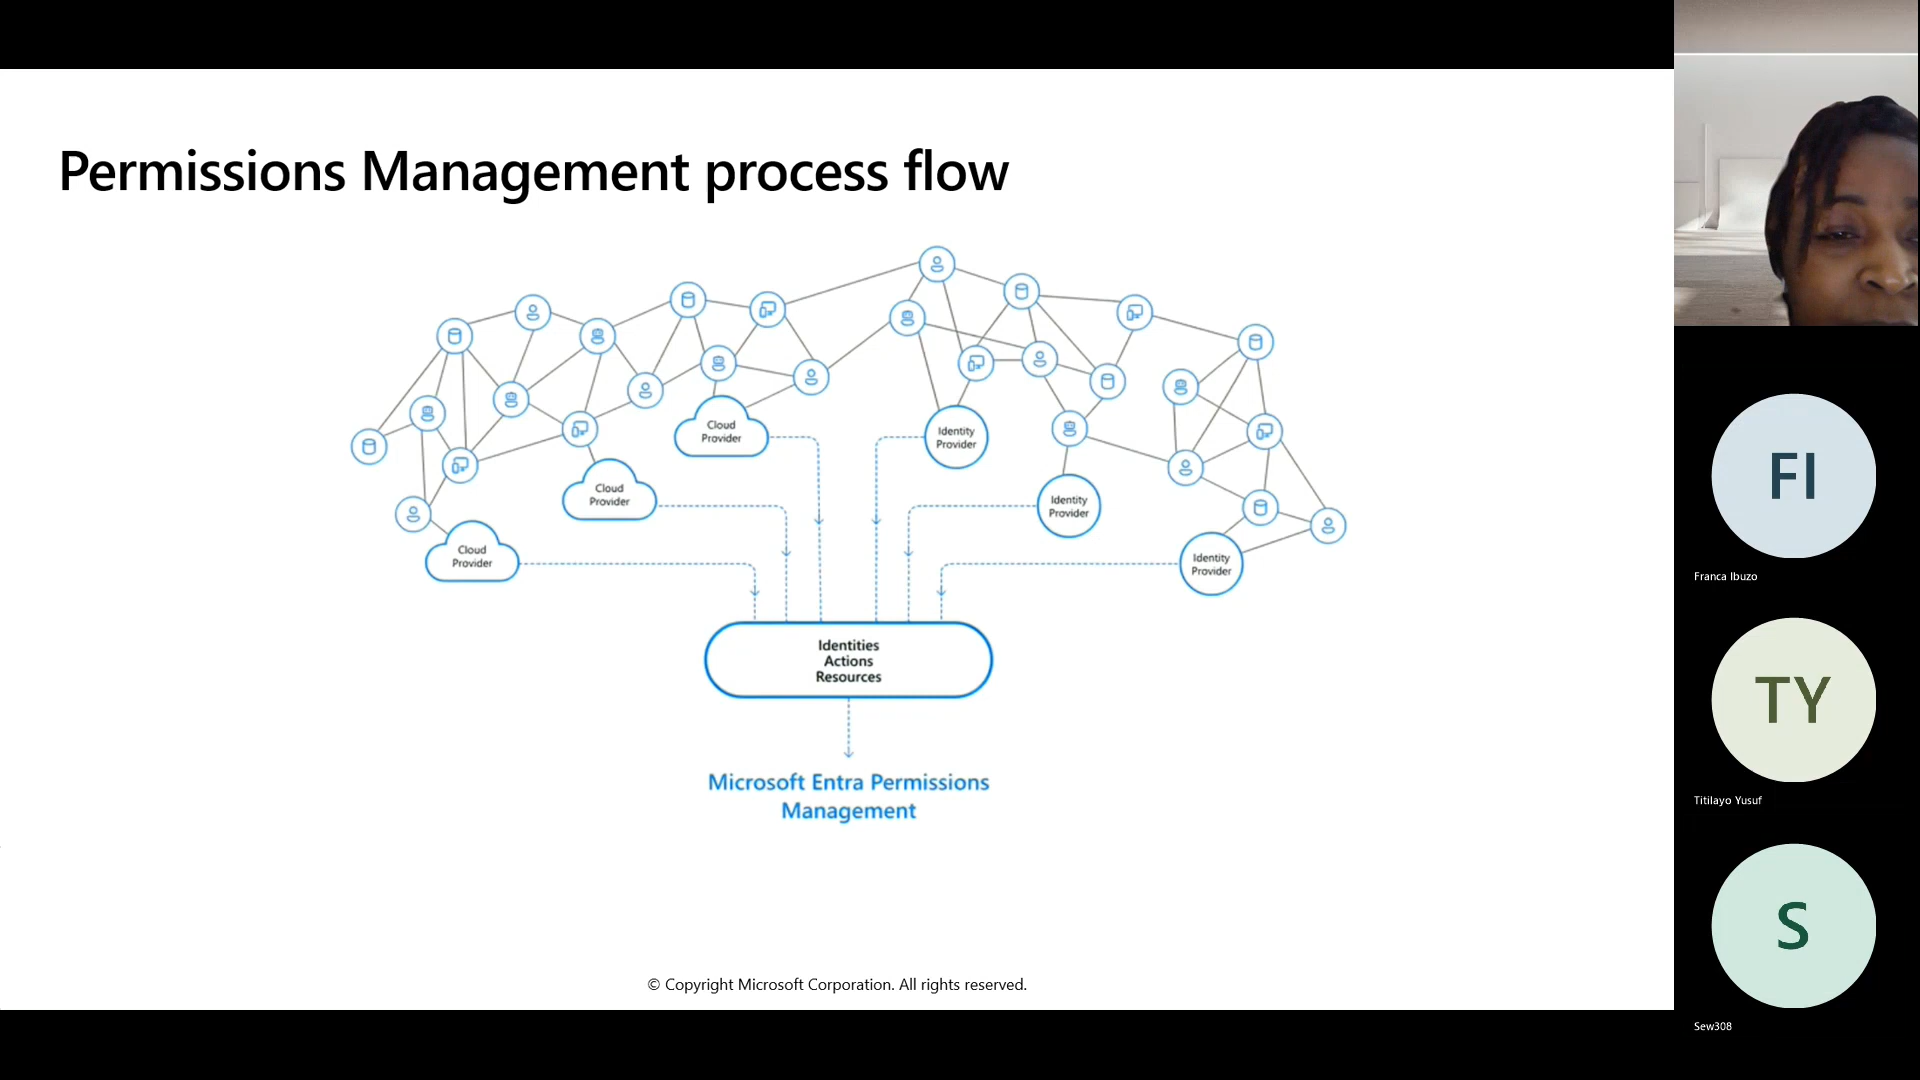 Permissions Management process flow
Cloud
Provider
Identity
Provider
Cloud
Provider
Identity
Provider
Cloud
Provider
Identity
Provider
Identities
Actions
Resources
Microsoft Entra Permissions
Management
© Copyright Microsoft Corporation. All rights reserved.
FI
Franca Ibuzo
TY
Titilayo Yusuf
S
Sew308